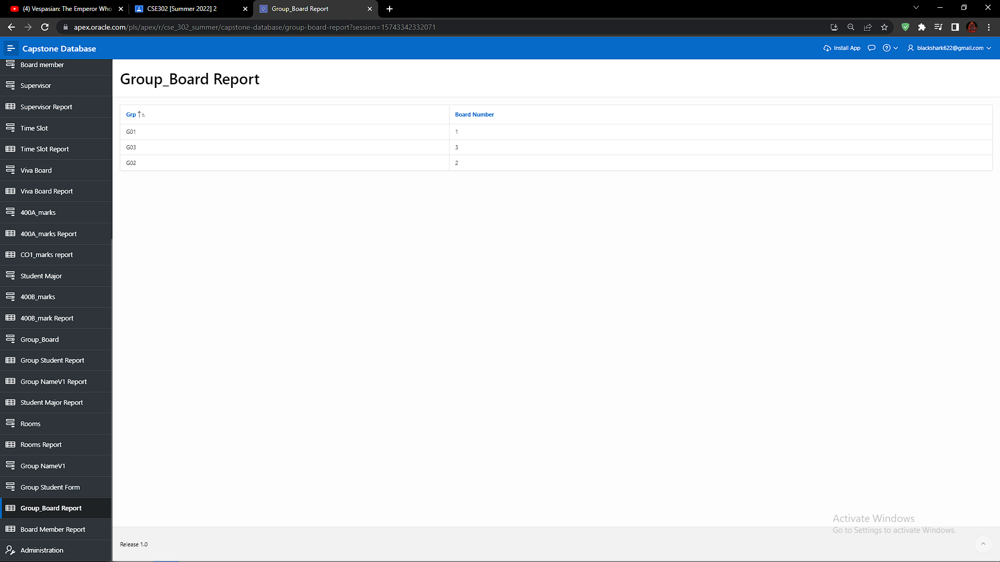 (4) Vespasian: The Emperor Who
CSE302 [Summer 2022] 2
Group_Board Report
apex.oracle.com/pls/apex/r/cse_302_summer/capstone-database/group-board-report?session=15743342332071
Capstone Database
Install App
blackshark622@gmail.com
Board member
Supervisor
Supervisor Report
Time Slot
Time Slot Report
Viva Board
Viva Board Report
400A_marks
400A_marks Report
CO1_marks report
Student Major
400B_marks
400B_mark Report
Group_Board
Group Student Report
Group NameV1 Report
Student Major Report
Rooms
Rooms Report
Group NameV1
Group Student Form
Group_Board Report
Board Member Report
Administration
Group_Board Report
Grp Board Number
G01 1
G03 3
G02 2
Activate Windows
Go to Settings to activate Windows.
Release 1.0